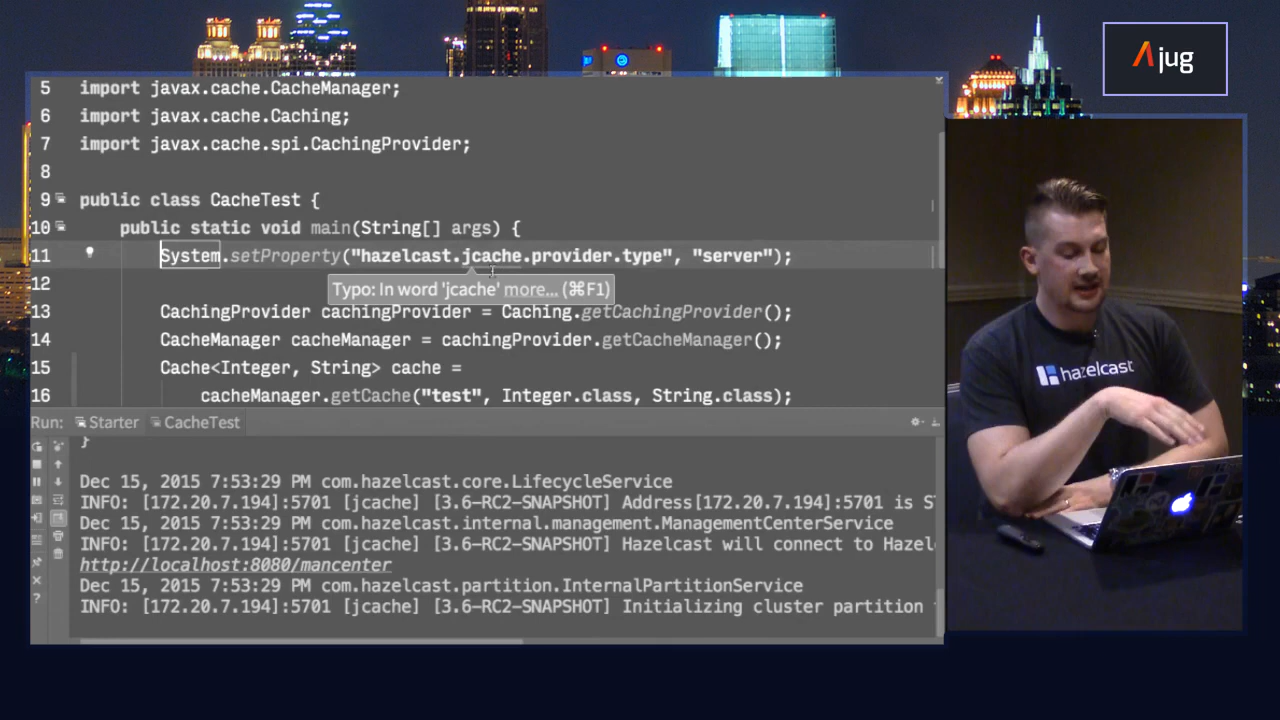 jug
5 import javax.cache.CacheManager;
6 import javax.cache.Caching;
7 import javax.cache.spi.CachingProvider;
8
9 public class CacheTest {
10 public static void main(String[] args) {
11 System.setProperty("hazelcast.jcache.provider.type", "server");
12
Typo: In word 'jcache' more... (⌘F1)
13 CachingProvider cachingProvider = Caching.getCachingProvider();
14 CacheManager cacheManager = cachingProvider.getCacheManager();
15 Cache<Integer, String> cache =
16 cacheManager.getCache("test", Integer.class, String.class);
Run: Starter CacheTest
}
Dec 15, 2015 7:53:29 PM com.hazelcast.core.LifecycleService
INFO: [172.20.7.194]:5701 [jcache] [3.6-RC2-SNAPSHOT] Address[172.20.7.194]:5701 is
Dec 15, 2015 7:53:29 PM com.hazelcast.internal.management.ManagementCenterService
INFO: [172.20.7.194]:5701 [jcache] [3.6-RC2-SNAPSHOT] Hazelcast will connect to Hazel
http://localhost:8080/mancenter
Dec 15, 2015 7:53:29 PM com.hazelcast.partition.InternalPartitionService
INFO: [172.20.7.194]:5701 [jcache] [3.6-RC2-SNAPSHOT] Initializing cluster partition
hazelcast